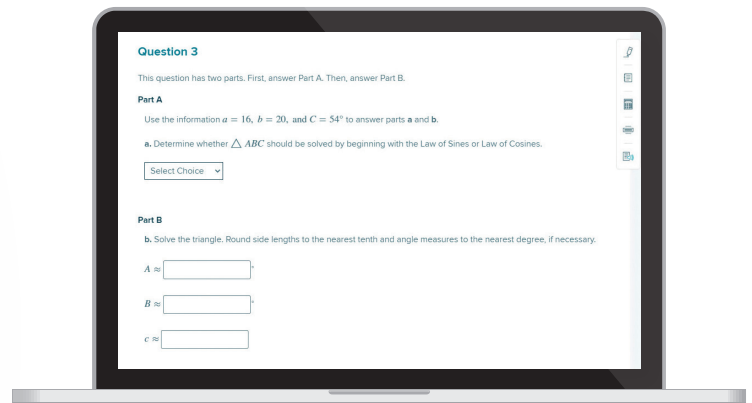 Question 3
This question has two parts. First, answer Part A. Then, answer Part B.
Part A
Use the information a = 16, b = 20, and C = 54° to answer parts a and b.
a. Determine whether △ ABC should be solved by beginning with the Law of Sines or Law of Cosines.
Select Choice
Part B
b. Solve the triangle. Round side lengths to the nearest tenth and angle measures to the nearest degree, if necessary.
A ≈ °
B ≈ °
c ≈